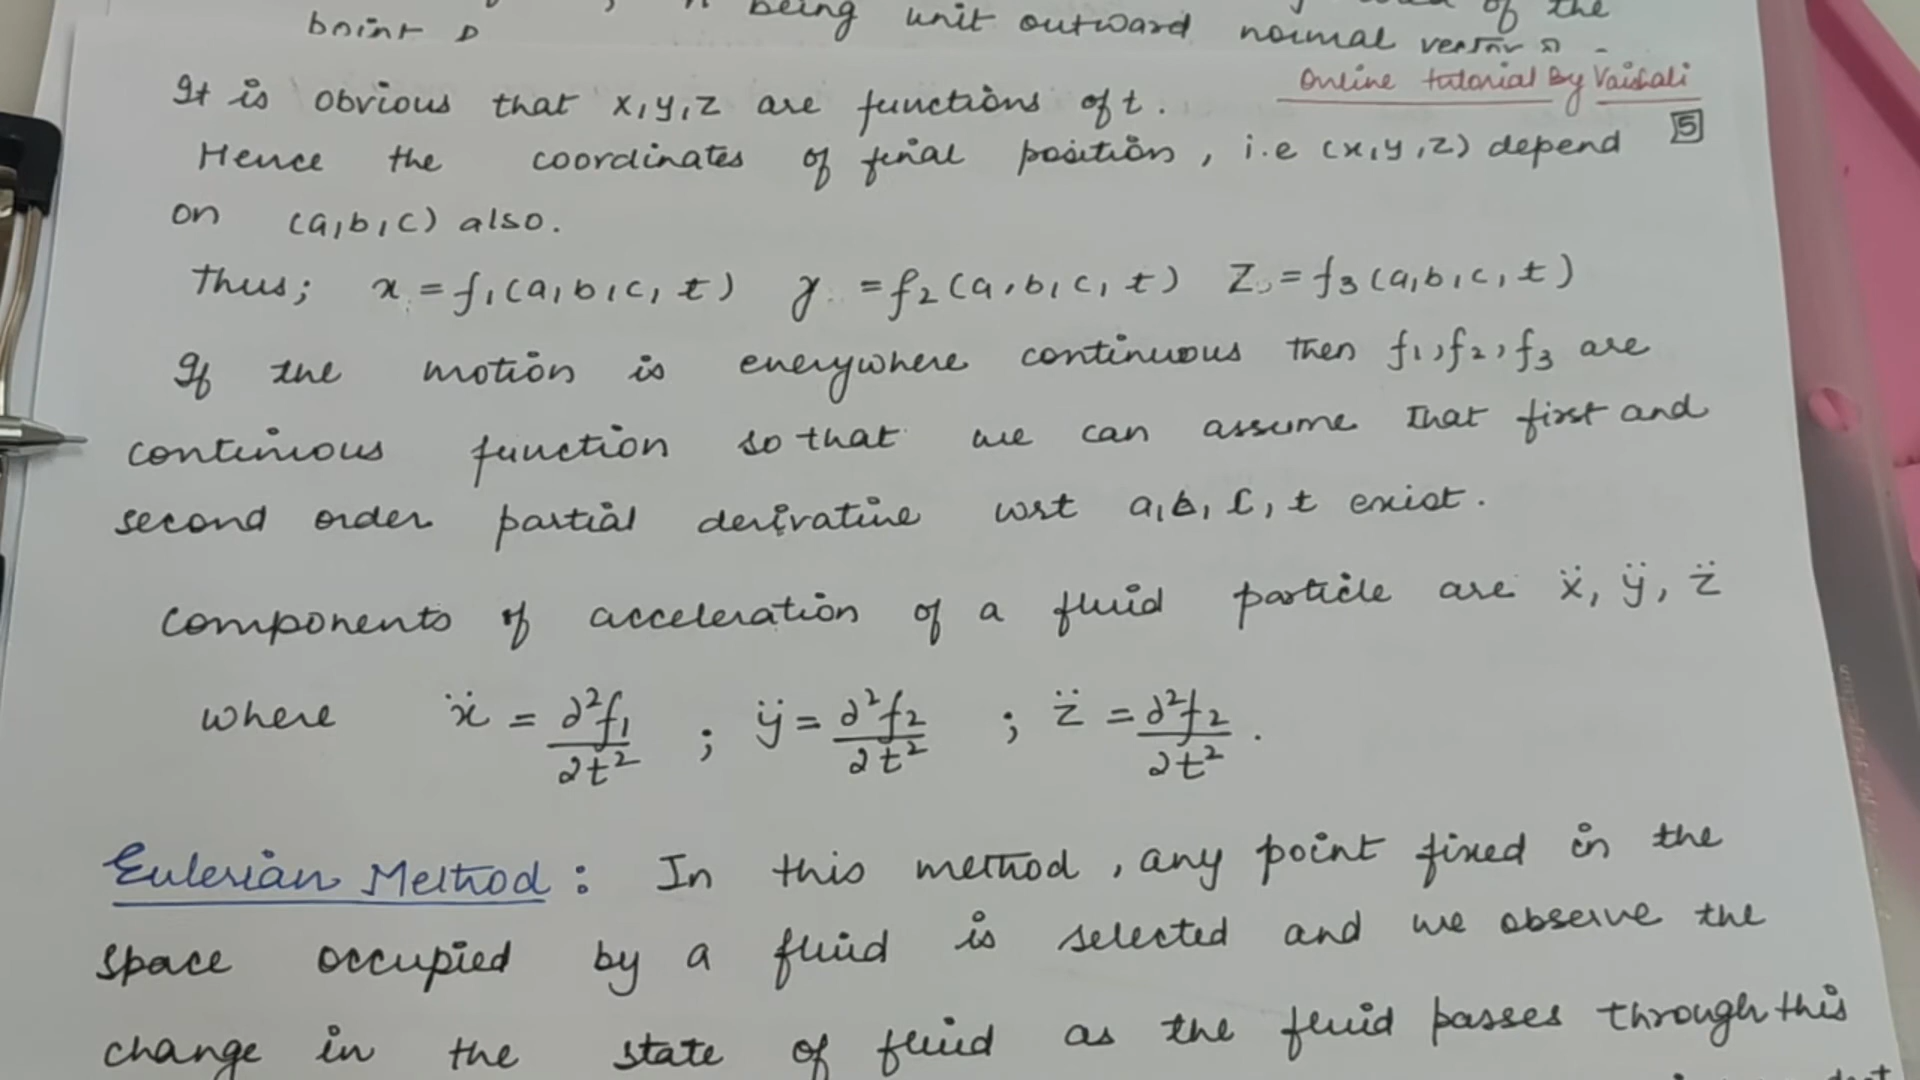 being unit outward normal vector of the
point P
Online tutorial By Vaishali
It is obvious that x,y,z are functions of t.
5
Hence the coordinates of final position, i.e (x,y,z) depend
on (a,b,c) also.
Thus; x = f₁(a,b,c,t) y = f₂(a,b,c,t) z = f₃(a,b,c,t)
If the motion is everywhere continuous then f₁,f₂,f₃ are
continious function so that we can assume that first and
second order partial derivative wrt a,b,c,t exist.
components of acceleration of a fluid particle are ẍ, ÿ, z̈
where ẍ = ∂²f₁/∂t² ; ÿ = ∂²f₂/∂t² ; z̈ = ∂²f₂/∂t².
Eulerian Method : In this method, any point fixed in the
space occupied by a fluid is selected and we observe the
change in the state of fluid as the fluid passes through this